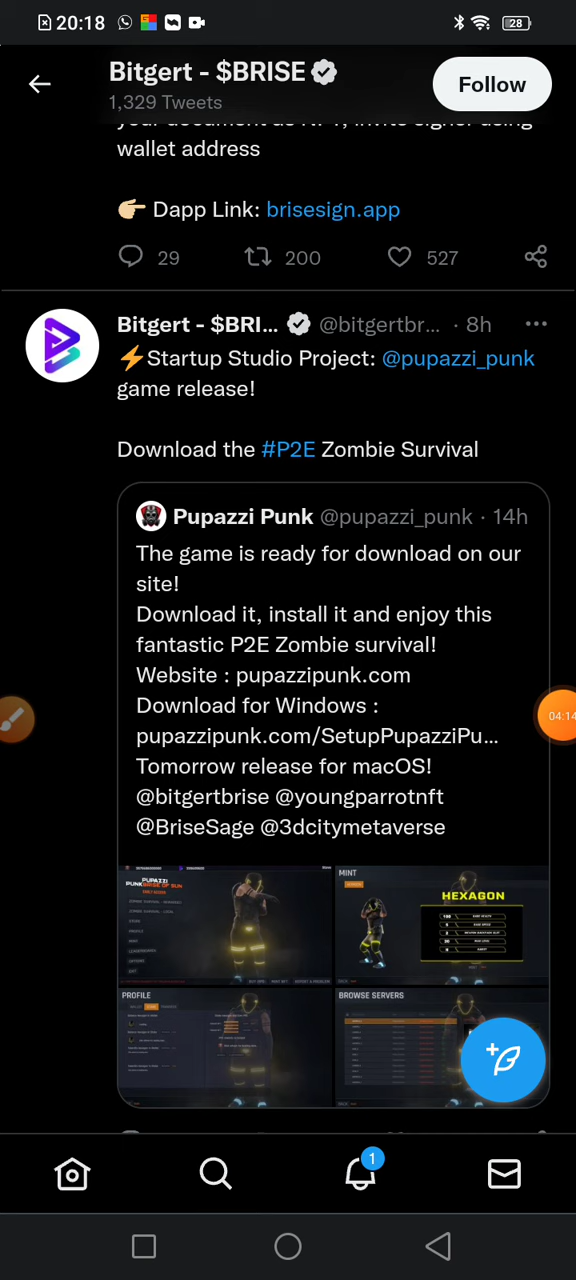 20:18
28
Bitgert - $BRISE
1,329 Tweets
Follow
wallet address
👉🏼 Dapp Link: brisesign.app
29 200 527
Bitgert - $BRI... @bitgertbr... · 8h
⚡Startup Studio Project: @pupazzi_punk
game release!
Download the #P2E Zombie Survival
Pupazzi Punk @pupazzi_punk · 14h
The game is ready for download on our
site!
Download it, install it and enjoy this
fantastic P2E Zombie survival!
Website : pupazzipunk.com
Download for Windows :
pupazzipunk.com/SetupPupazziPu...
Tomorrow release for macOS!
@bitgertbrise @youngparrotnft
@BriseSage @3dcitymetaverse
04:14
MINT
HEXAGON
PROFILE
BROWSE SERVERS
1